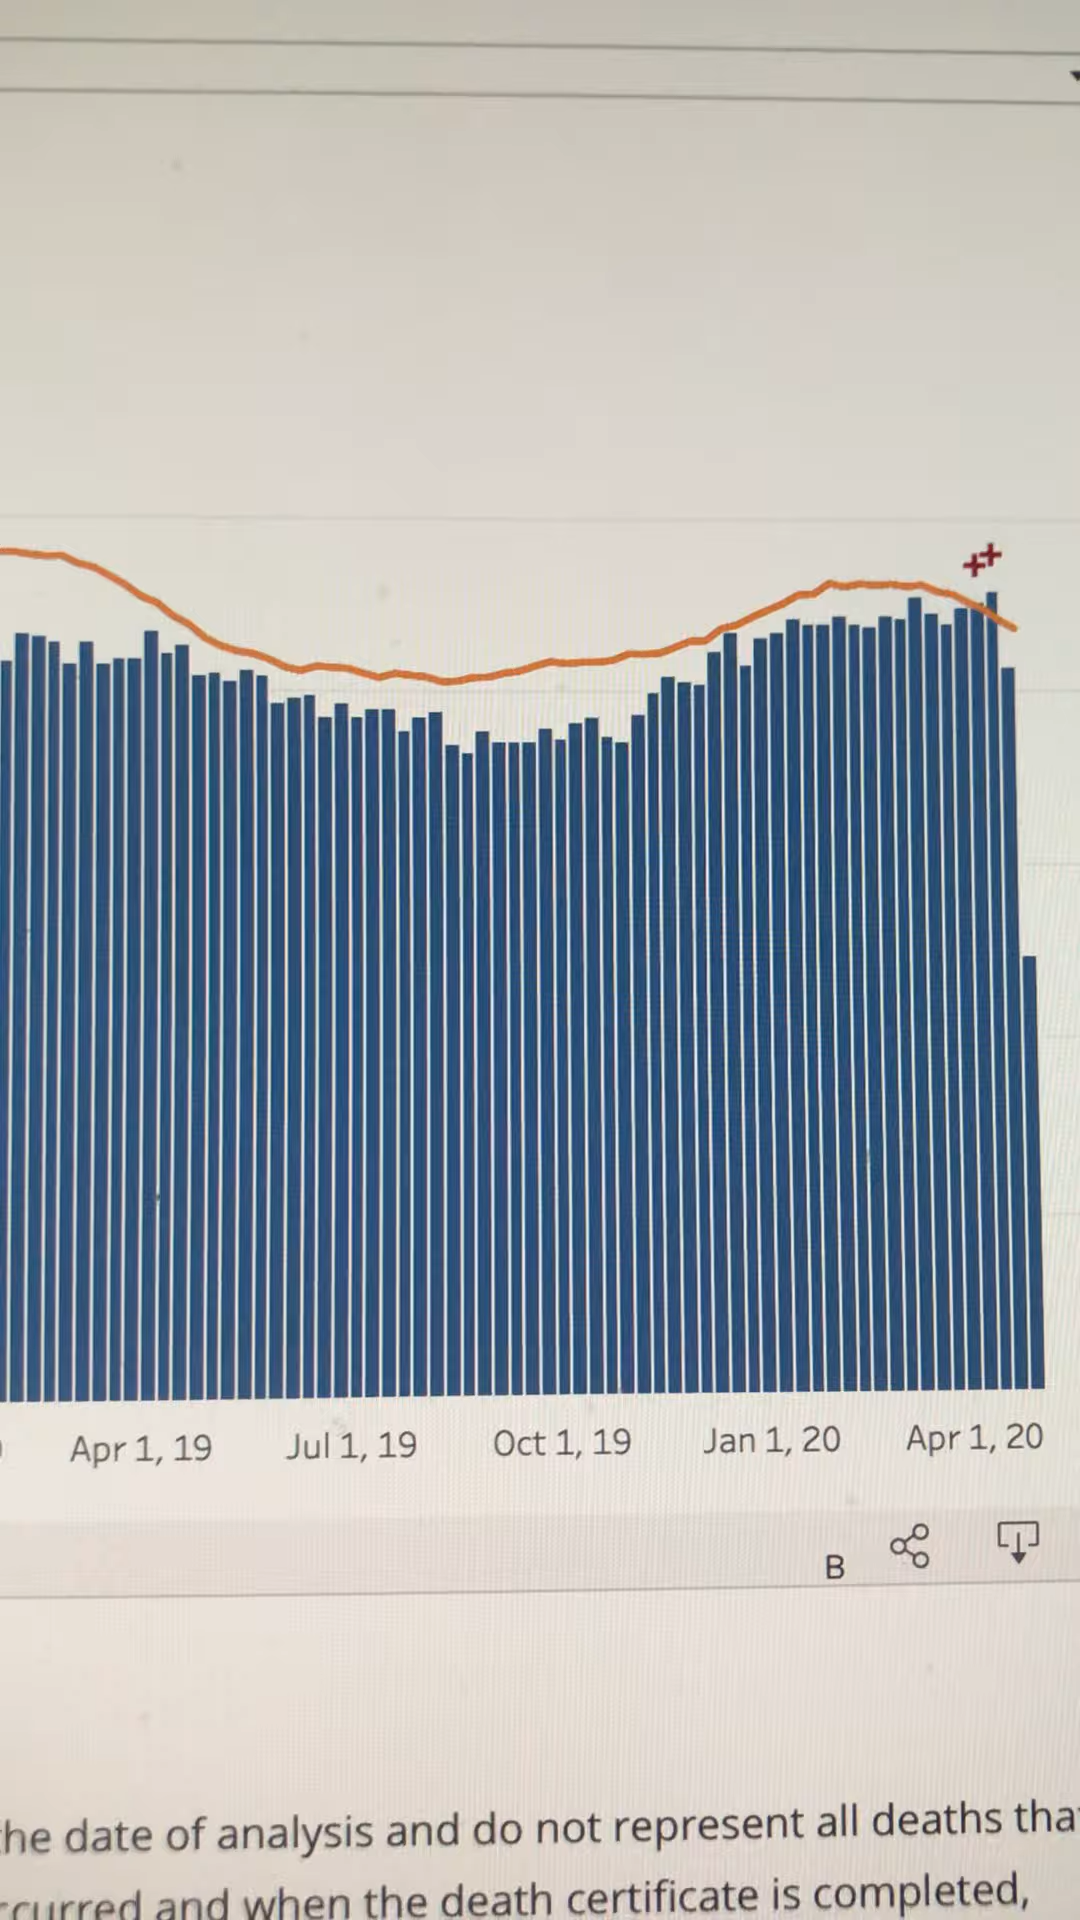 Apr 1, 19 Jul 1, 19 Oct 1, 19 Jan 1, 20 Apr 1, 20
B
the date of analysis and do not represent all deaths tha
and when the death certificate is completed,